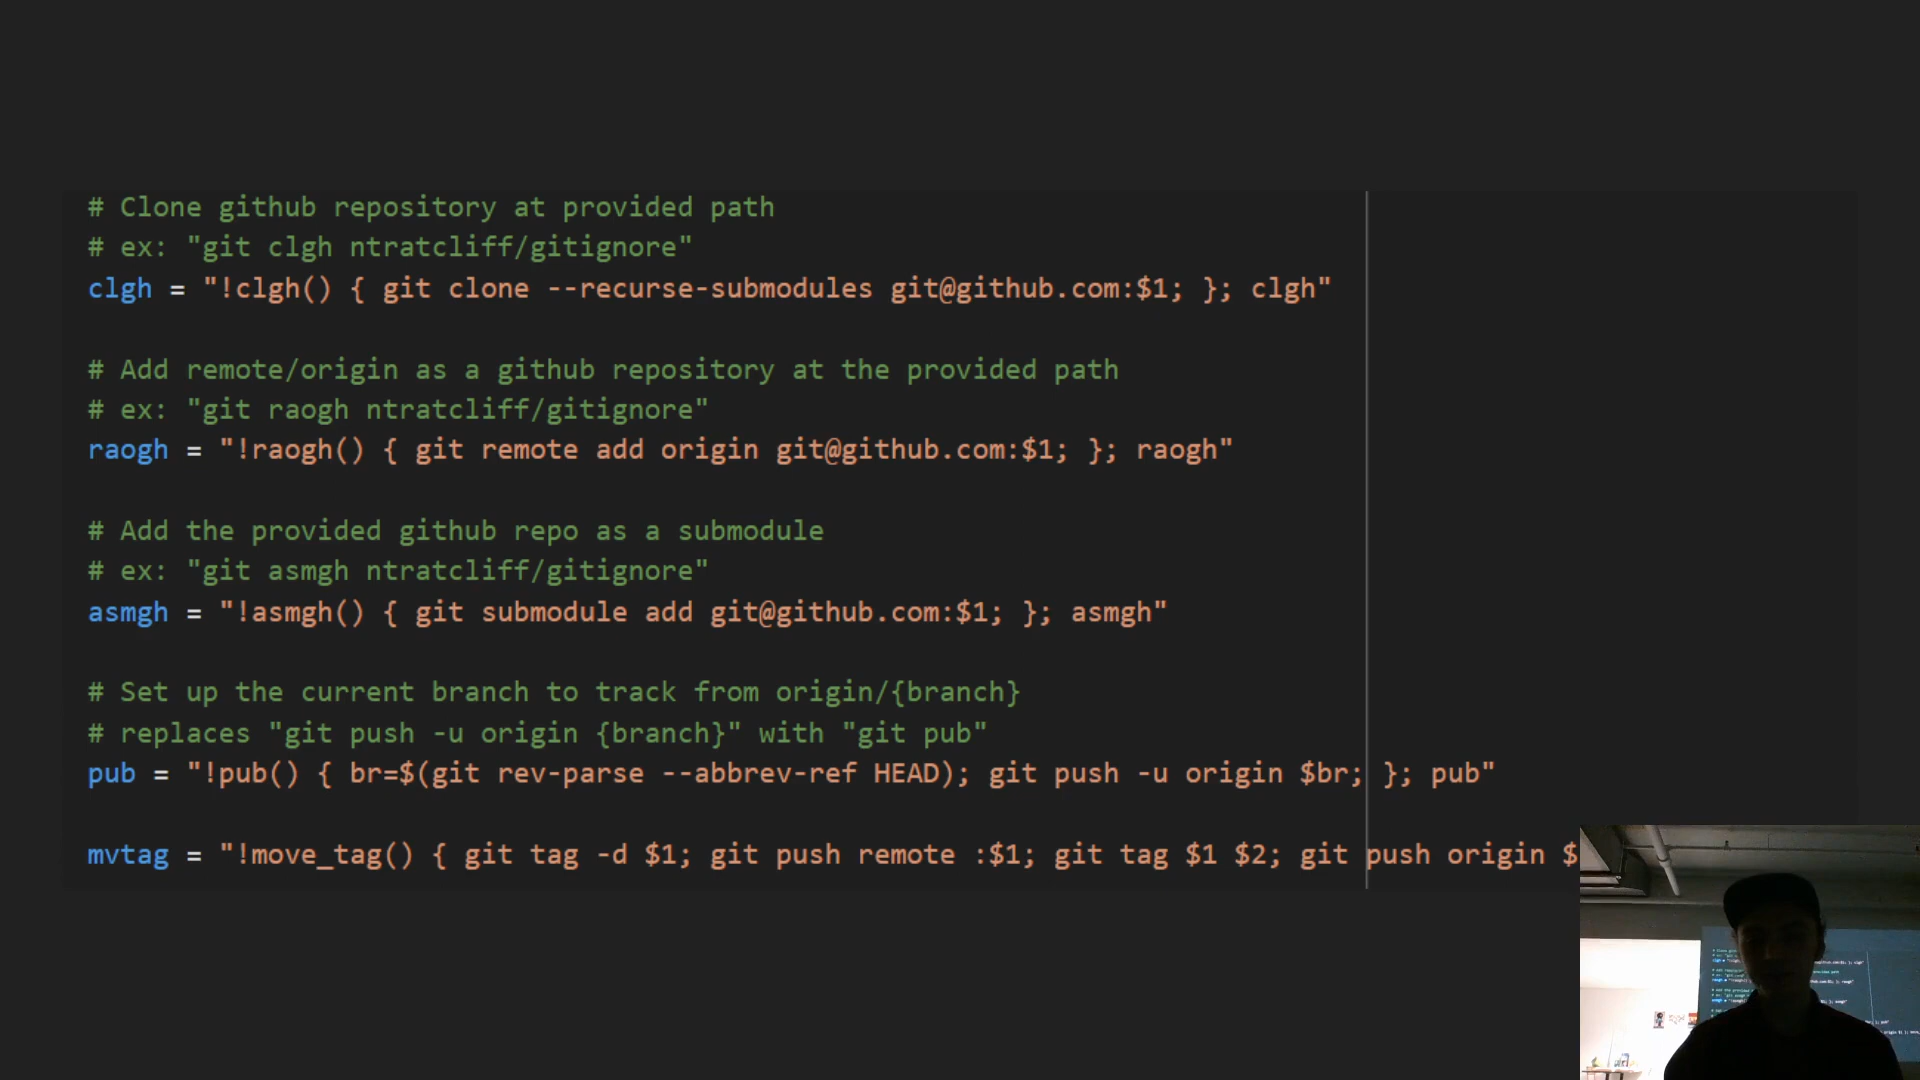 # Clone github repository at provided path
# ex: "git clgh ntratcliff/gitignore"
clgh = "!clgh() { git clone --recurse-submodules git@github.com:$1; }; clgh"
# Add remote/origin as a github repository at the provided path
# ex: "git raogh ntratcliff/gitignore"
raogh = "!raogh() { git remote add origin git@github.com:$1; }; raogh"
# Add the provided github repo as a submodule
# ex: "git asmgh ntratcliff/gitignore"
asmgh = "!asmgh() { git submodule add git@github.com:$1; }; asmgh"
# Set up the current branch to track from origin/{branch}
# replaces "git push -u origin {branch}" with "git pub"
pub = "!pub() { br=$(git rev-parse --abbrev-ref HEAD); git push -u origin $br; }; pub"
mvtag = "!move_tag() { git tag -d $1; git push remote :$1; git tag $1 $2; git push origin $